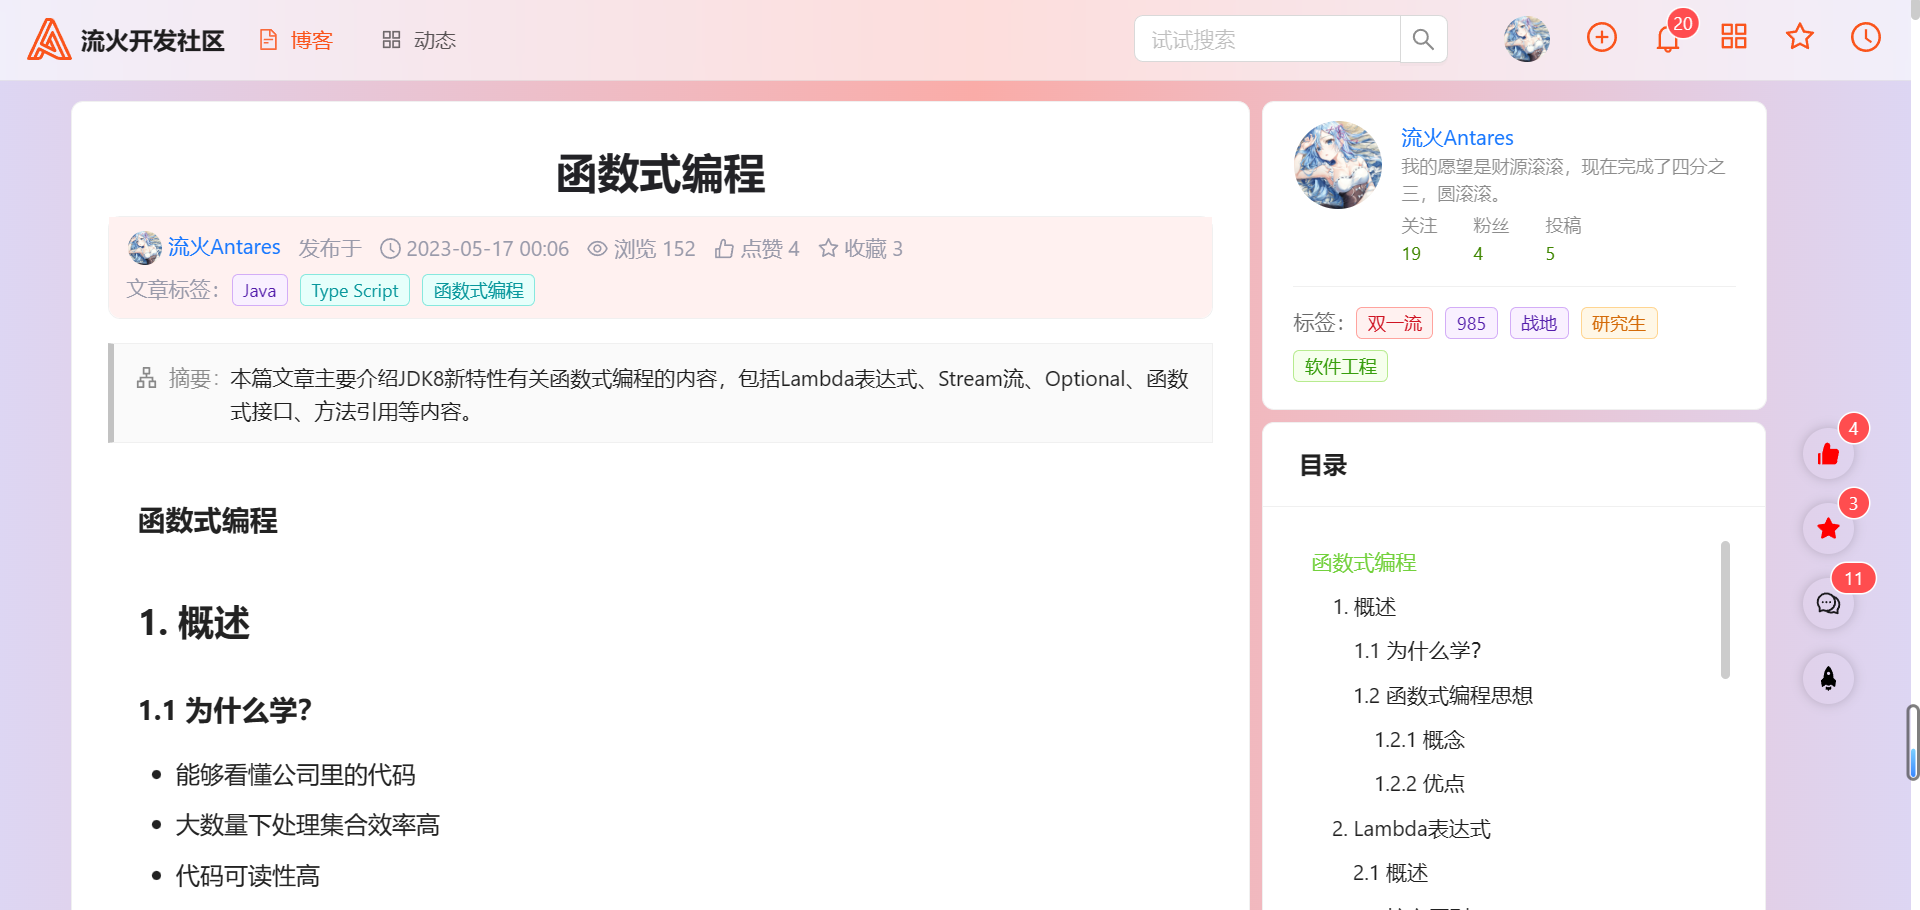 流火开发社区
博客
动态
试试搜索
20
函数式编程
流火Antares 发布于 2023-05-17 00:06 浏览 152 点赞 4 收藏 3
文章标签： Java Type Script 函数式编程
摘要： 本篇文章主要介绍JDK8新特性有关函数式编程的内容，包括Lambda表达式、Stream流、Optional、函数
式接口、方法引用等内容。
函数式编程
1. 概述
1.1 为什么学？
能够看懂公司里的代码
大数量下处理集合效率高
代码可读性高
流火Antares
我的愿望是财源滚滚，现在完成了四分之
三，圆滚滚。
关注 粉丝 投稿
19 4 5
标签： 双一流 985 战地 研究生
软件工程
目录
函数式编程
1. 概述
1.1 为什么学？
1.2 函数式编程思想
1.2.1 概念
1.2.2 优点
2. Lambda表达式
2.1 概述
4
3
11